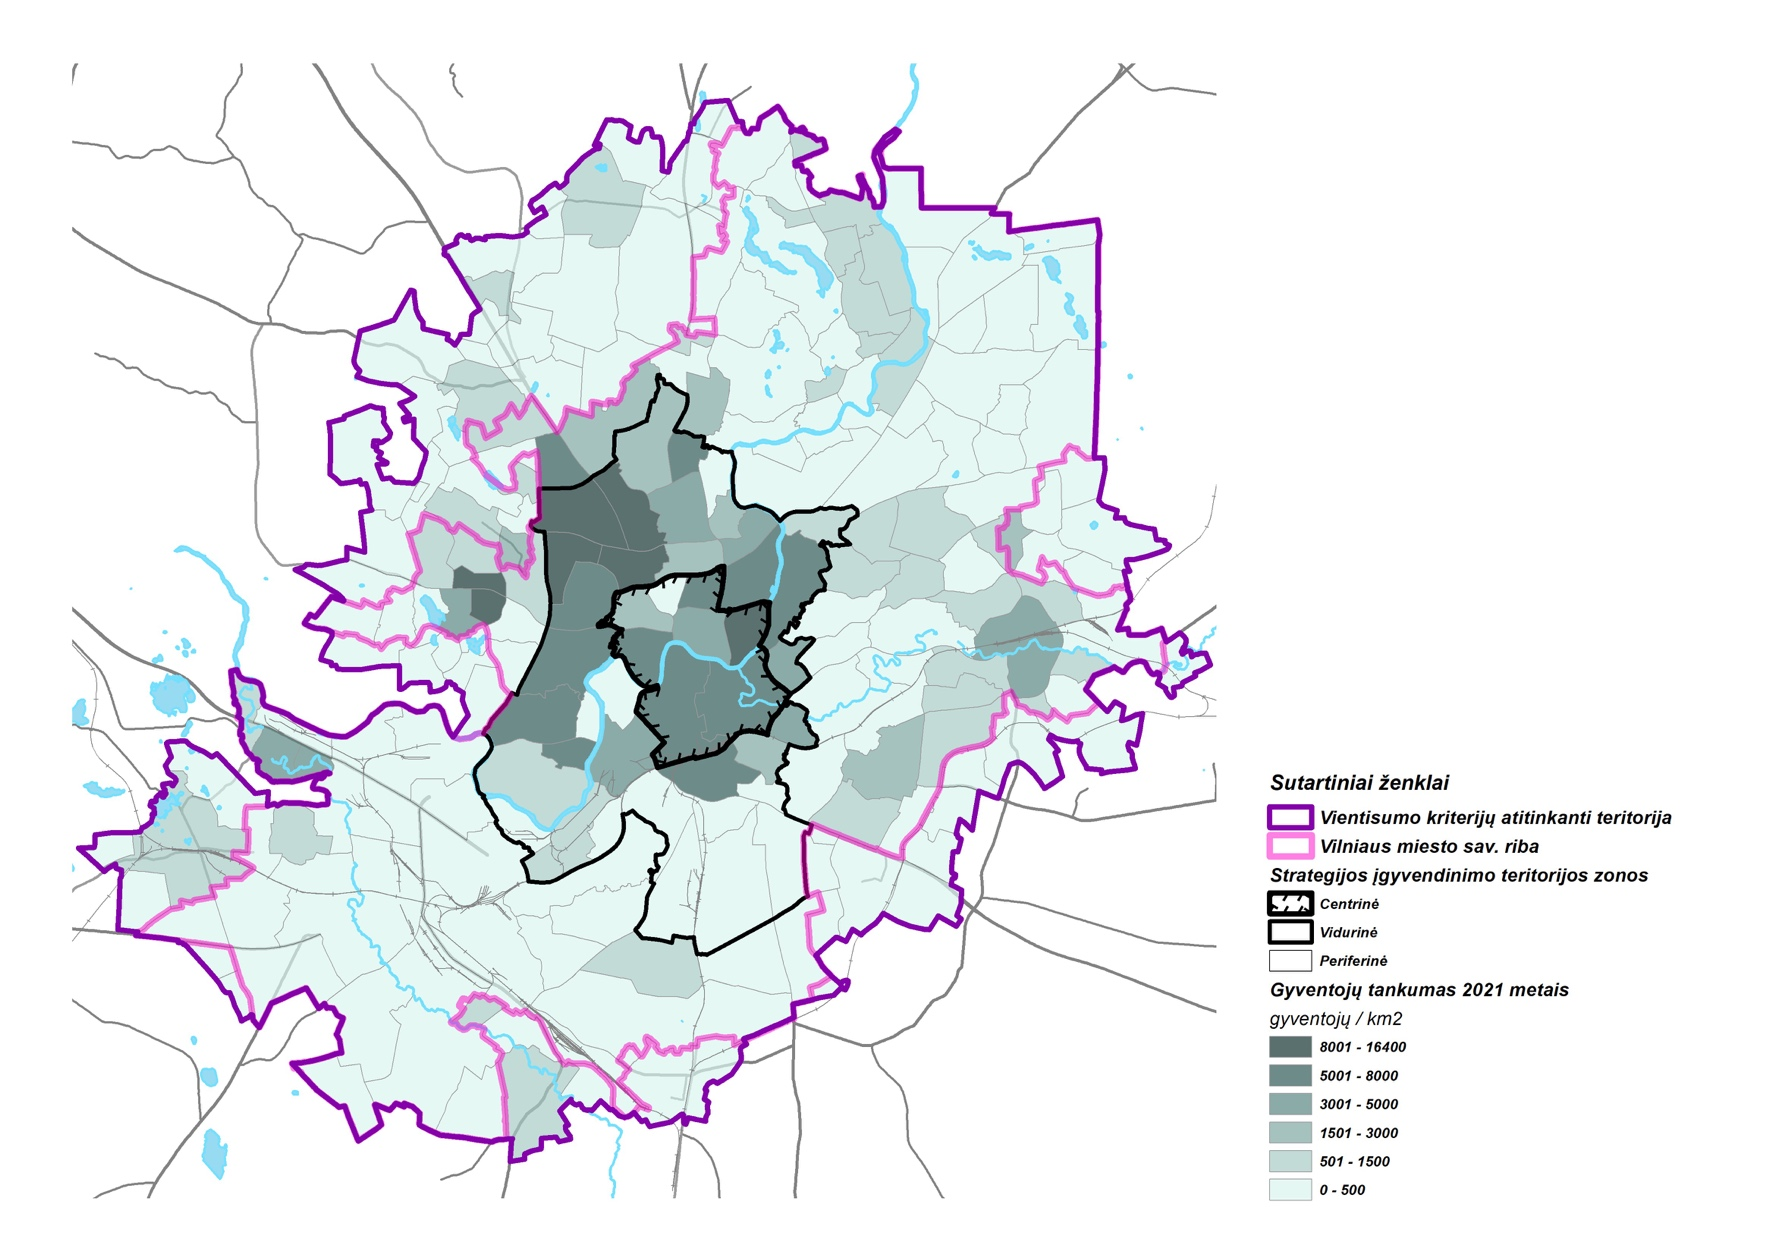 Sutartiniai ženklai
Vientisumo kriterijų atitinkanti teritorija
Vilniaus miesto sav. riba
Strategijos įgyvendinimo teritorijos zonos
Centrinė
Vidurinė
Periferinė
Gyventojų tankumas 2021 metais
gyventojų / km2
8001 - 16400
5001 - 8000
3001 - 5000
1501 - 3000
501 - 1500
0 - 500